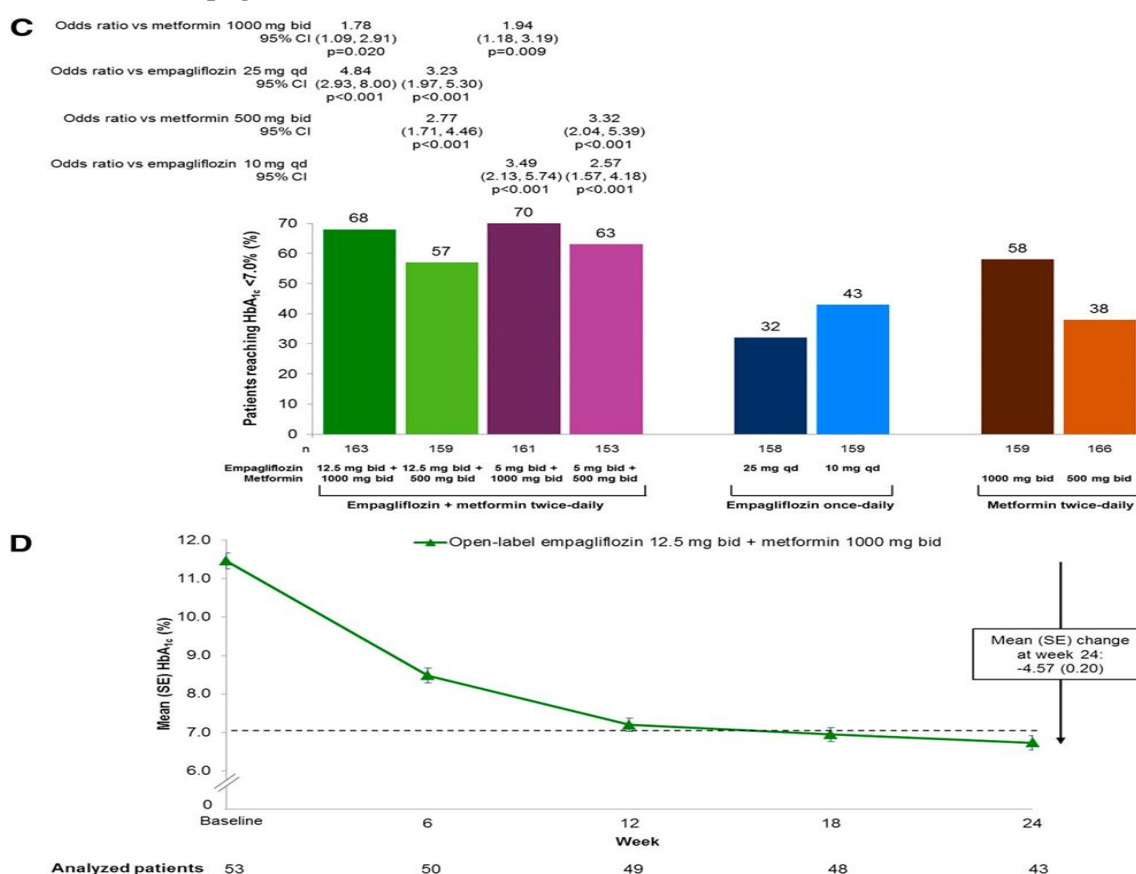 C
Odds ratio vs metformin 1000 mg bid 1.78 1.94
95% CI (1.09, 2.91) (1.18, 3.19)
p=0.020 p=0.009
Odds ratio vs empagliflozin 25 mg qd 4.84 3.23
95% CI (2.93, 8.00) (1.97, 5.30)
p<0.001 p<0.001
Odds ratio vs metformin 500 mg bid 2.77 3.32
95% CI (1.71, 4.46) (2.04, 5.39)
p<0.001 p<0.001
Odds ratio vs empagliflozin 10 mg qd 3.49 2.57
95% CI (2.13, 5.74) (1.57, 4.18)
p<0.001 p<0.001
Patients reaching HbA1c <7.0% (%)
70
60
50
40
30
20
10
0
68 57 70 63 32 43 58 38
n 163 159 161 153 158 159 159 166
Empagliflozin 12.5 mg bid + 12.5 mg bid + 5 mg bid + 5 mg bid + 25 mg qd 10 mg qd
Metformin 1000 mg bid 500 mg bid 1000 mg bid 500 mg bid 1000 mg bid 500 mg bid
Empagliflozin + metformin twice-daily Empagliflozin once-daily Metformin twice-daily
D
Open-label empagliflozin 12.5 mg bid + metformin 1000 mg bid
Mean (SE) HbA1c (%)
12.0
11.0
10.0
9.0
8.0
7.0
6.0
0
Mean (SE) change
at week 24:
-4.57 (0.20)
Baseline 6 12 18 24
Week
Analyzed patients 53 50 49 48 43